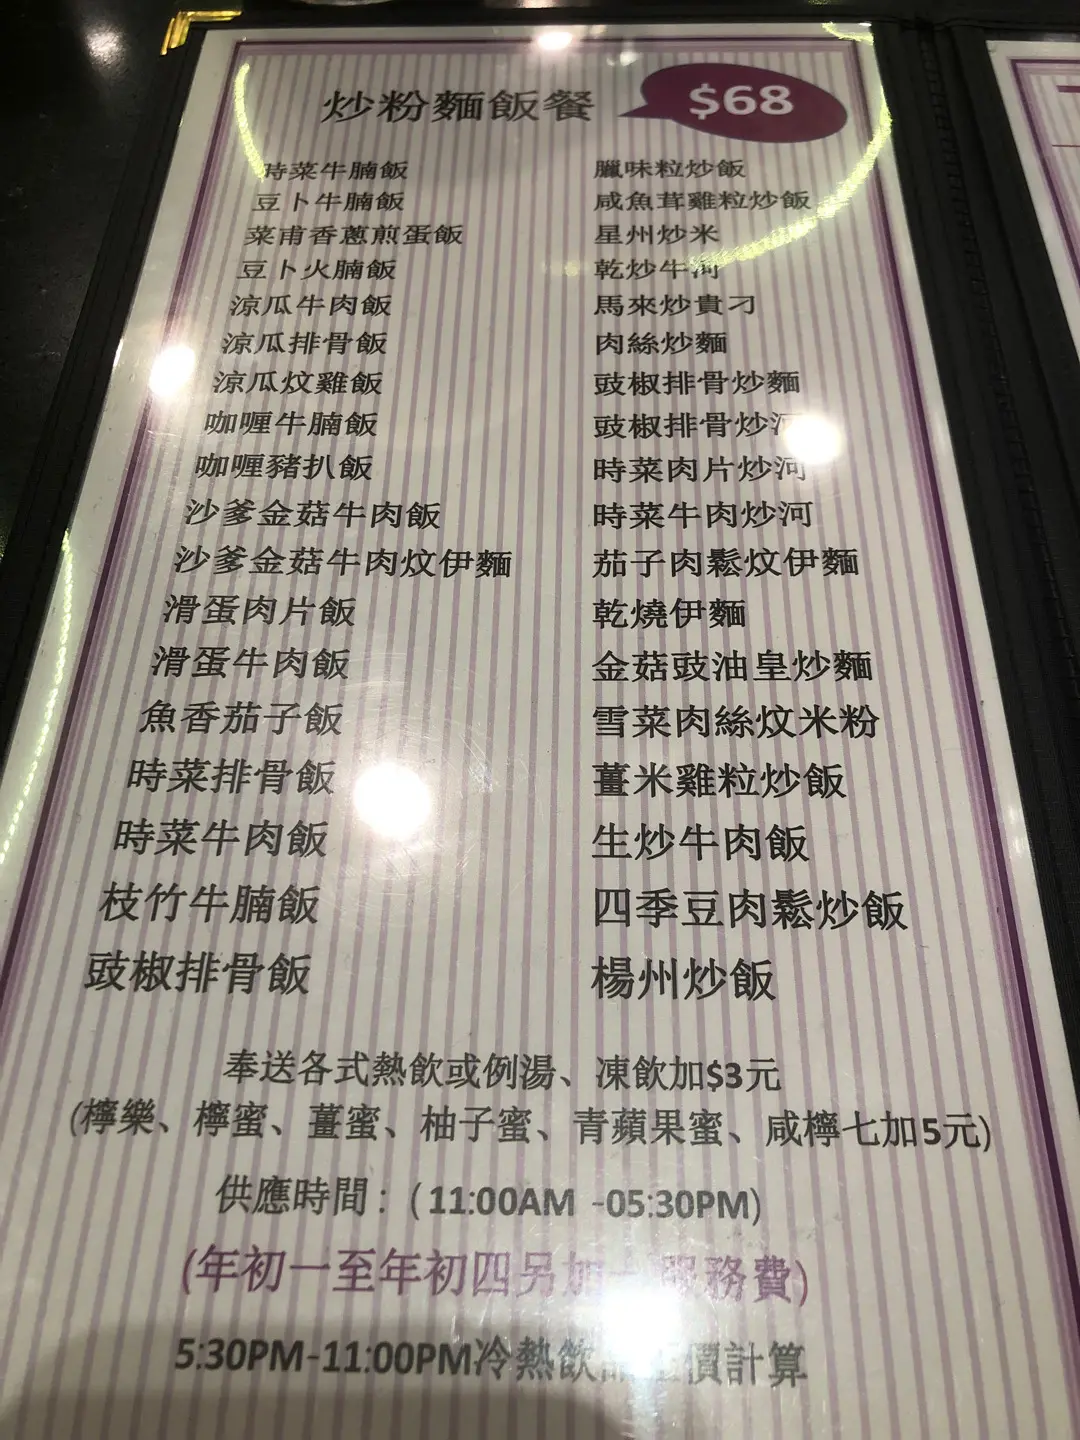 炒粉麵飯餐 $68
時菜牛腩飯
豆卜牛腩飯
菜甫香蔥煎蛋飯
豆卜火腩飯
涼瓜牛肉飯
涼瓜排骨飯
涼瓜炆雞飯
咖喱牛腩飯
咖喱豬扒飯
沙爹金菇牛肉飯
沙爹金菇牛肉炆伊麵
滑蛋肉片飯
滑蛋牛肉飯
魚香茄子飯
時菜排骨飯
時菜牛肉飯
枝竹牛腩飯
豉椒排骨飯
臘味粒炒飯
咸魚茸雞粒炒飯
星州炒米
乾炒牛河
馬來炒貴刁
肉絲炒麵
豉椒排骨炒麵
豉椒排骨炒河
時菜肉片炒河
時菜牛肉炒河
茄子肉鬆炆伊麵
乾燒伊麵
金菇豉油皇炒麵
雪菜肉絲炆米粉
薑米雞粒炒飯
生炒牛肉飯
四季豆肉鬆炒飯
楊州炒飯
奉送各式熱飲或例湯、凍飲加$3元
(檸樂、檸蜜、薑蜜、柚子蜜、青蘋果蜜、咸檸七加5元)
供應時間：(11:00AM -05:30PM)
(年初一至年初四另加一服務費)
5:30PM-11:00PM冷熱飲 價計算